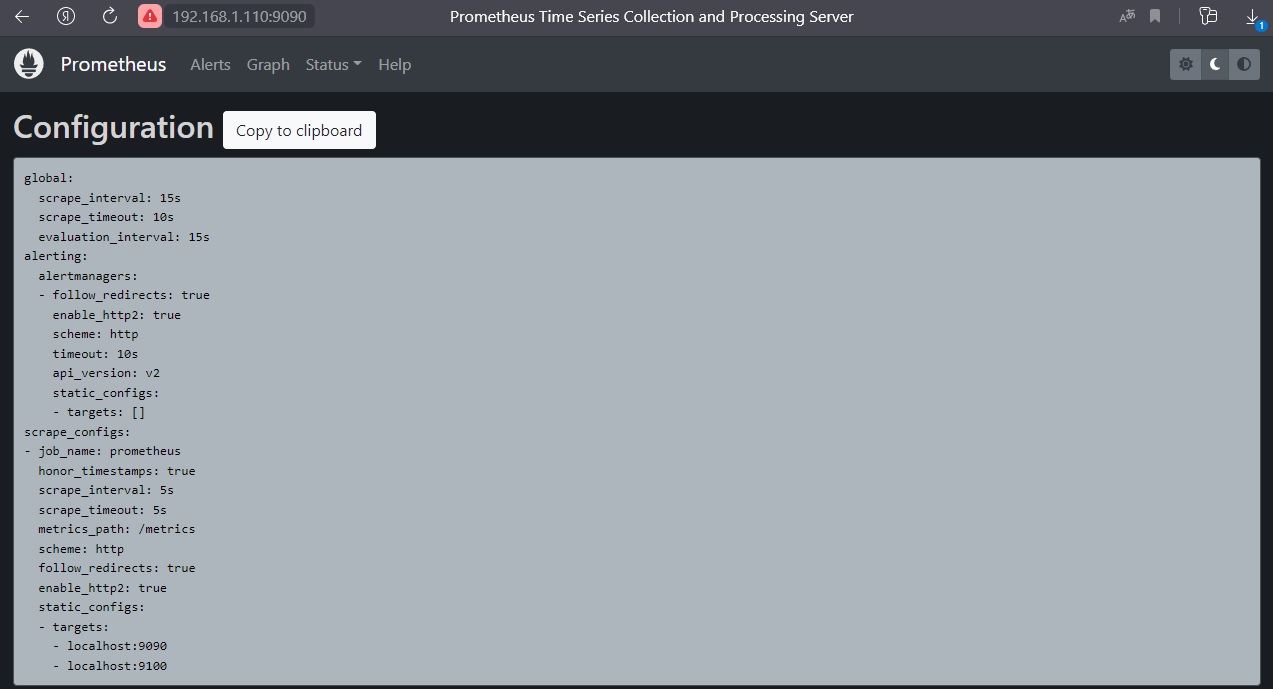 192.168.1.110:9090
Prometheus Time Series Collection and Processing Server
1
Prometheus Alerts Graph Status Help
Configuration
Copy to clipboard
global:
  scrape_interval: 15s
  scrape_timeout: 10s
  evaluation_interval: 15s
alerting:
  alertmanagers:
  - follow_redirects: true
    enable_http2: true
    scheme: http
    timeout: 10s
    api_version: v2
    static_configs:
    - targets: []
scrape_configs:
- job_name: prometheus
  honor_timestamps: true
  scrape_interval: 5s
  scrape_timeout: 5s
  metrics_path: /metrics
  scheme: http
  follow_redirects: true
  enable_http2: true
  static_configs:
  - targets:
    - localhost:9090
    - localhost:9100